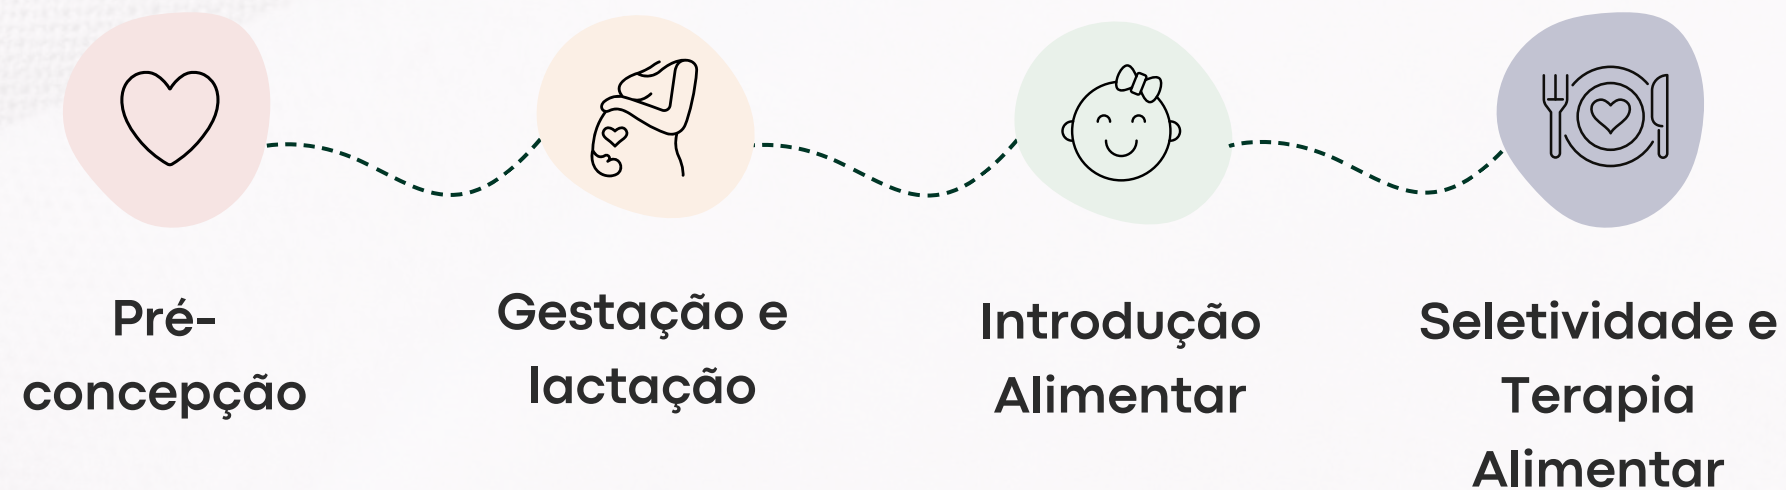 Pré-
concepção
Gestação e
lactação
Introdução
Alimentar
Seletividade e
Terapia
Alimentar